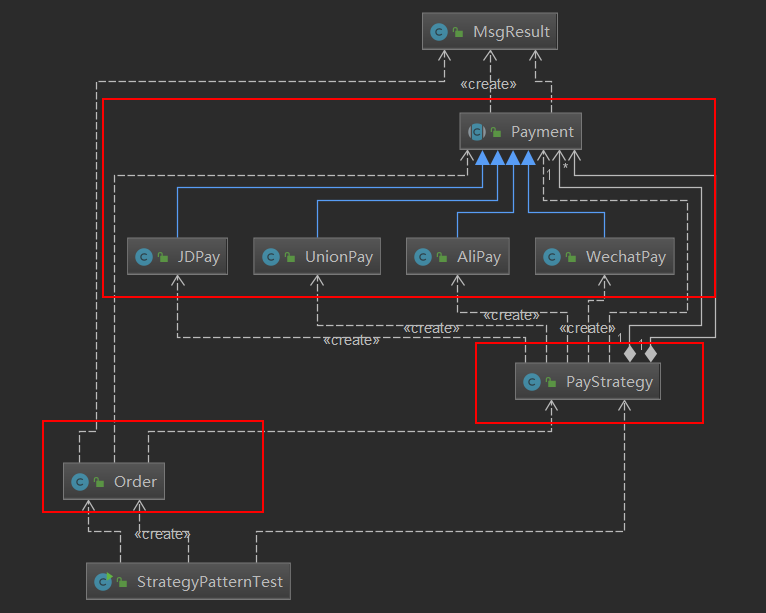 MsgResult
«create»
Payment
1
*
JDPay
UnionPay
AliPay
WechatPay
«create»
«create»
«create»
«create»
1
1
PayStrategy
Order
«create»
StrategyPatternTest